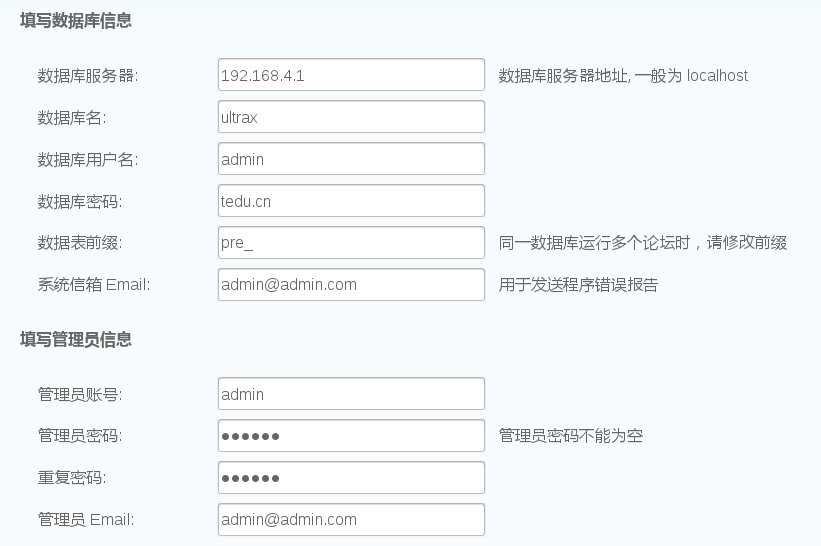 填写数据库信息
数据库服务器: 192.168.4.1 数据库服务器地址, 一般为 localhost
数据库名: ultrax
数据库用户名: admin
数据库密码: tedu.cn
数据表前缀: pre_ 同一数据库运行多个论坛时，请修改前缀
系统信箱 Email: admin@admin.com 用于发送程序错误报告
填写管理员信息
管理员账号: admin
管理员密码: ●●●●●● 管理员密码不能为空
重复密码: ●●●●●●
管理员 Email: admin@admin.com